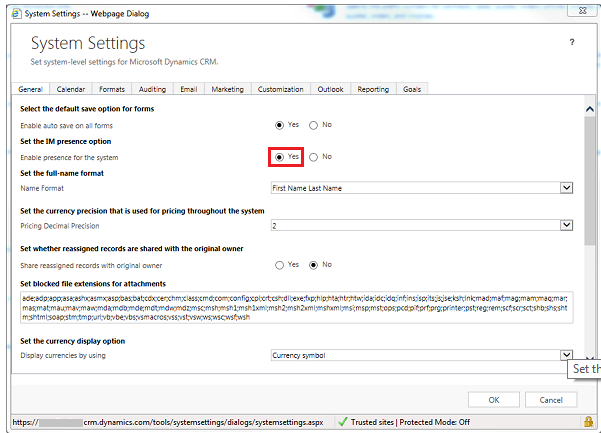 System Settings -- Webpage Dialog
System Settings
?
Set system-level settings for Microsoft Dynamics CRM.
General Calendar Formats Auditing Email Marketing Customization Outlook Reporting Goals
Select the default save option for forms
Enable auto save on all forms Yes No
Set the IM presence option
Enable presence for the system Yes No
Set the full-name format
Name Format First Name Last Name
Set the currency precision that is used for pricing throughout the system
Pricing Decimal Precision 2
Set whether reassigned records are shared with the original owner
Share reassigned records with original owner Yes No
Set blocked file extensions for attachments
ade;adp;app;asa;ashx;asmx;asp;bas;bat;cdx;cer;chm;class;cmd;com;config;cpl;crt;csh;dll;exe;fxp;hlp;hta;htr;htw;ida;idc;idq;inf;ins;isp;its;js;jse;ksh;lnk;mad;maf;mag;mam;maq;mar;
mas;mat;mau;mav;maw;mda;mdb;mde;mdt;mdw;mdz;msc;msh;msh1;msh1xml;msh2;msh2xml;mshxml;msi;msp;mst;ops;pcd;pif;prf;prg;printer;pst;reg;rem;scf;scr;sct;shb;shs;sht
m;shtml;soap;stm;tmp;url;vb;vbe;vbs;vsmacros;vss;vst;vsw;ws;wsc;wsf;wsh
Set the currency display option
Display currencies by using Currency symbol
Set th
OK Cancel
https:// crm.dynamics.com/tools/systemsettings/dialogs/systemsettings.aspx Trusted sites | Protected Mode: Off